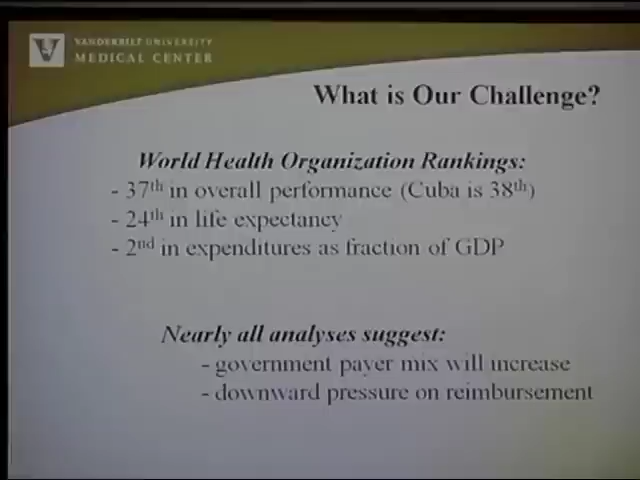 VANDERBILT UNIVERSITY
MEDICAL CENTER
What is Our Challenge?
World Health Organization Rankings:
- 37th in overall performance (Cuba is 38th)
- 24th in life expectancy
- 2nd in expenditures as fraction of GDP
Nearly all analyses suggest:
- government payer mix will increase
- downward pressure on reimbursement